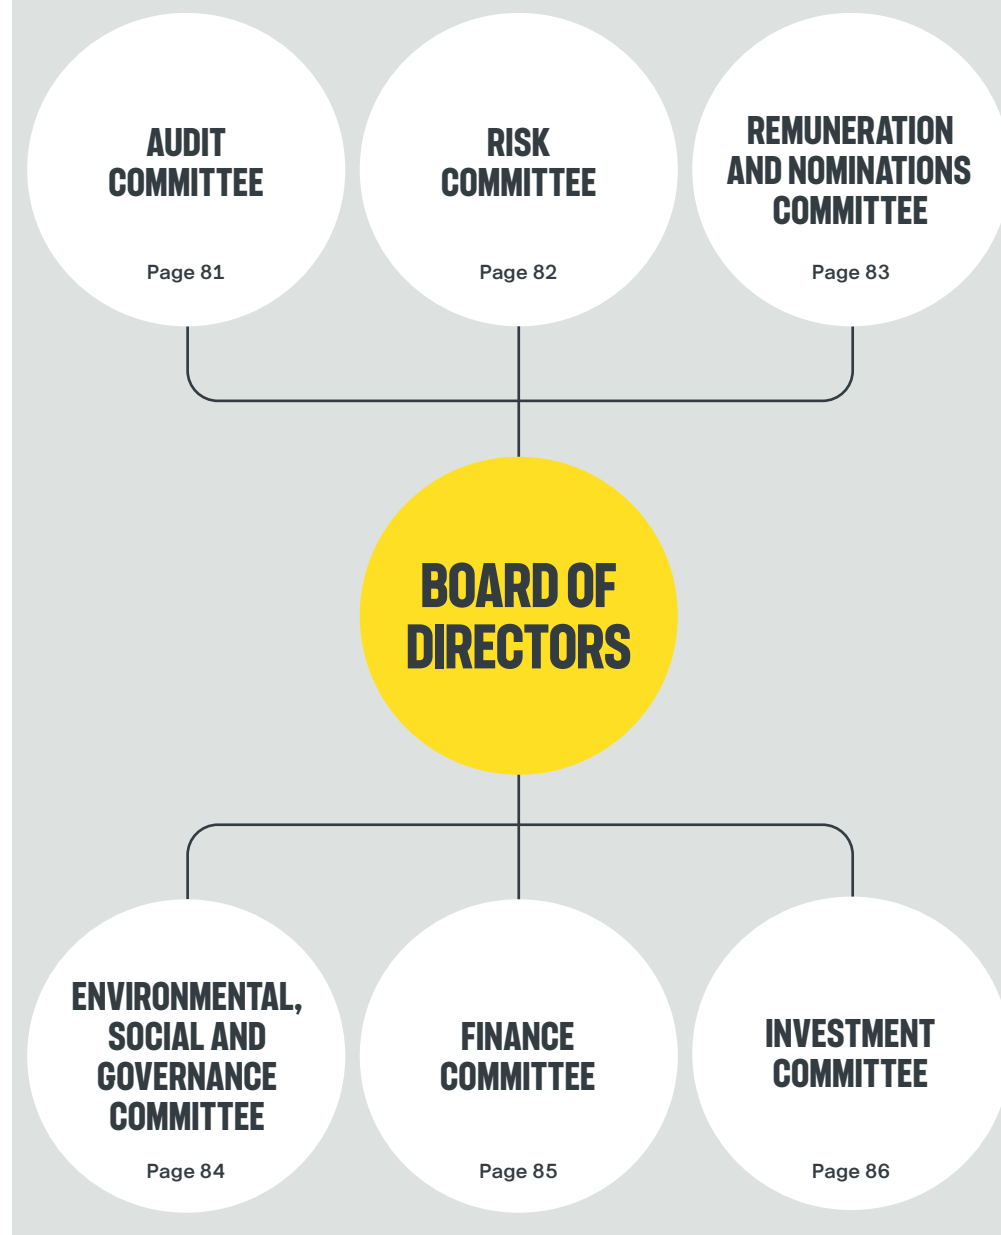 AUDIT
COMMITTEE
Page 81
RISK
COMMITTEE
Page 82
REMUNERATION
AND NOMINATIONS
COMMITTEE
Page 83
BOARD OF
DIRECTORS
ENVIRONMENTAL,
SOCIAL AND
GOVERNANCE
COMMITTEE
Page 84
FINANCE
COMMITTEE
Page 85
INVESTMENT
COMMITTEE
Page 86